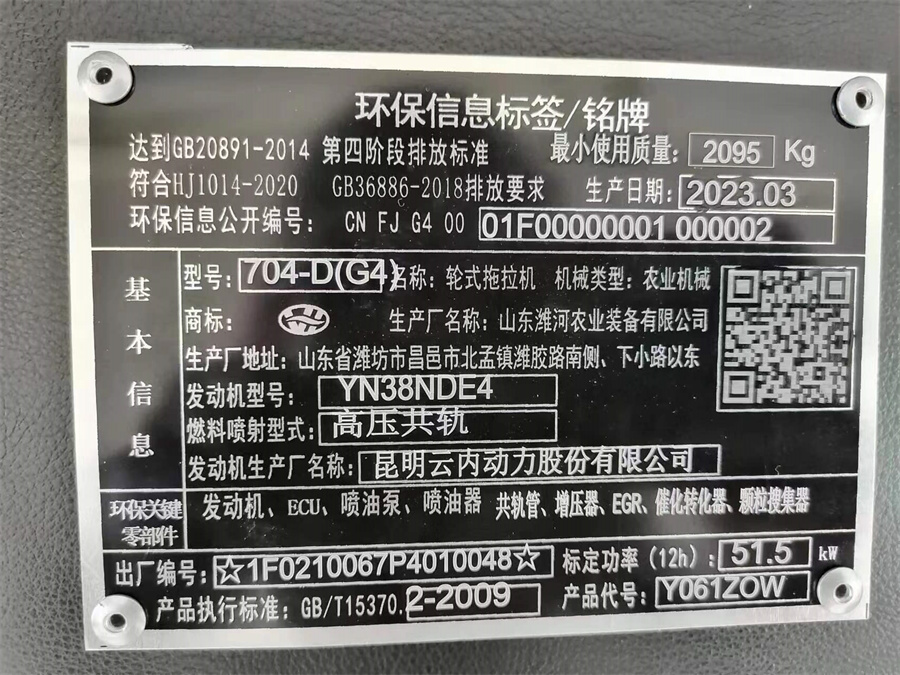 环保信息标签/铭牌
达到GB20891-2014 第四阶段排放标准 最小使用质量: 2095 Kg
符合HJ1014-2020 GB36886-2018排放要求 生产日期: 2023.03
环保信息公开编号: CN FJ G4 00 01F00000001 000002
基本信息
型号: 704-D(G4) 名称: 轮式拖拉机 机械类型: 农业机械
商标: 生产厂名称: 山东潍河农业装备有限公司
生产厂地址: 山东省潍坊市昌邑市北孟镇潍胶路南侧、下小路以东
发动机型号: YN38NDE4
燃料喷射型式: 高压共轨
发动机生产厂名称: 昆明云内动力股份有限公司
环保关键零部件
发动机、ECU、喷油泵、喷油器 共轨管、增压器、EGR、催化转化器、颗粒搜集器
出厂编号: ☆1F0210067P4010048☆ 标定功率 (12h): 51.5 kW
产品执行标准: GB/T15370.2-2009 产品代号: Y061ZOW